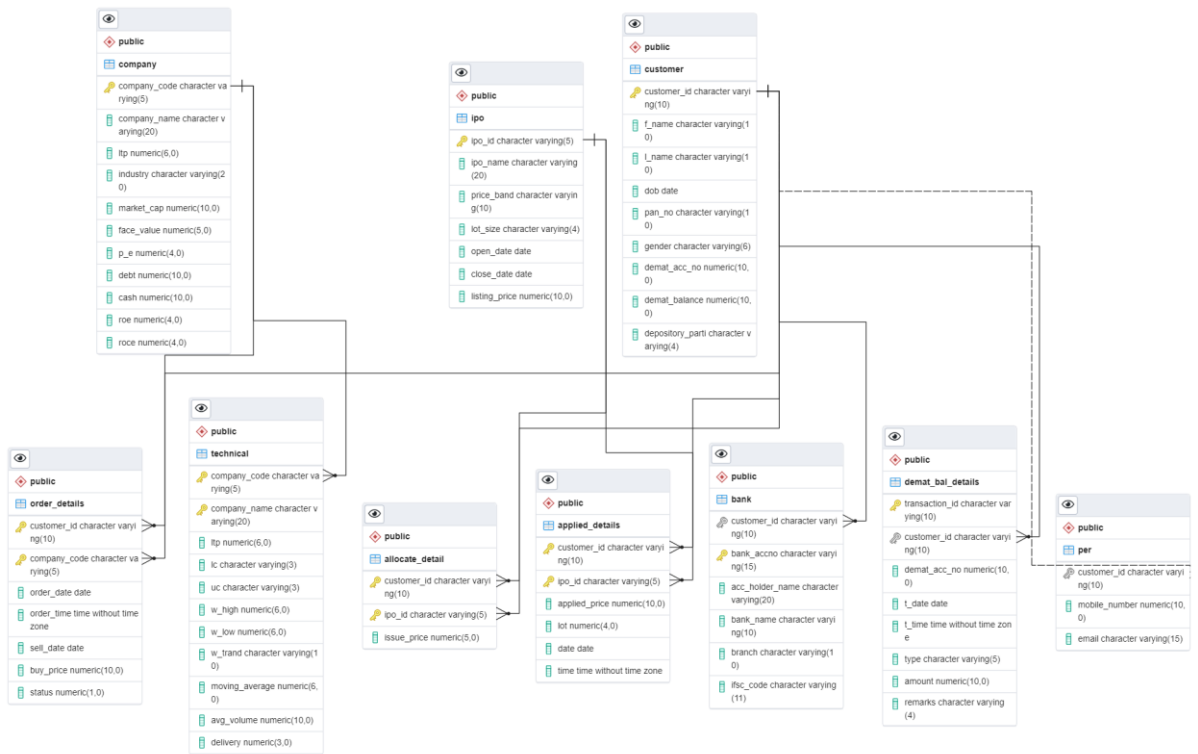 public
company
company_code character va
rying(5)
company_name character v
arying(20)
ltp numeric(6,0)
industry character varying(2
0)
market_cap numeric(10,0)
face_value numeric(5,0)
p_e numeric(4,0)
debt numeric(10,0)
cash numeric(10,0)
roe numeric(4,0)
roce numeric(4,0)
public
ipo
ipo_id character varying(5)
ipo_name character varying
(20)
price_band character varyin
g(10)
lot_size character varying(4)
open_date date
close_date date
listing_price numeric(10,0)
public
customer
customer_id character varyi
ng(10)
f_name character varying(1
0)
l_name character varying(1
0)
dob date
pan_no character varying(1
0)
gender character varying(6)
demat_acc_no numeric(10,
0)
demat_balance numeric(10,
0)
depository_parti character v
arying(4)
public
order_details
customer_id character varyi
ng(10)
company_code character va
rying(5)
order_date date
order_time time without time
zone
sell_date date
buy_price numeric(10,0)
status numeric(1,0)
public
technical
company_code character va
rying(5)
company_name character v
arying(20)
ltp numeric(6,0)
lc character varying(3)
uc character varying(3)
w_high numeric(6,0)
w_low numeric(6,0)
w_trand character varying(1
0)
moving_average numeric(6,
0)
avg_volume numeric(10,0)
delivery numeric(3,0)
public
allocate_detail
customer_id character varyi
ng(10)
ipo_id character varying(5)
issue_price numeric(5,0)
public
applied_details
customer_id character varyi
ng(10)
ipo_id character varying(5)
applied_price numeric(10,0)
lot numeric(4,0)
date date
time time without time zone
public
bank
customer_id character varyi
ng(10)
bank_accno character varyi
ng(15)
acc_holder_name character
varying(20)
bank_name character varyi
ng(10)
branch character varying(1
0)
ifsc_code character varying
(11)
public
demat_bal_details
transaction_id character var
ying(10)
customer_id character varyi
ng(10)
demat_acc_no numeric(10,
0)
t_date date
t_time time without time zon
e
type character varying(5)
amount numeric(10,0)
remarks character varying
(4)
public
per
customer_id character varyi
ng(10)
mobile_number numeric(10,
0)
email character varying(15)